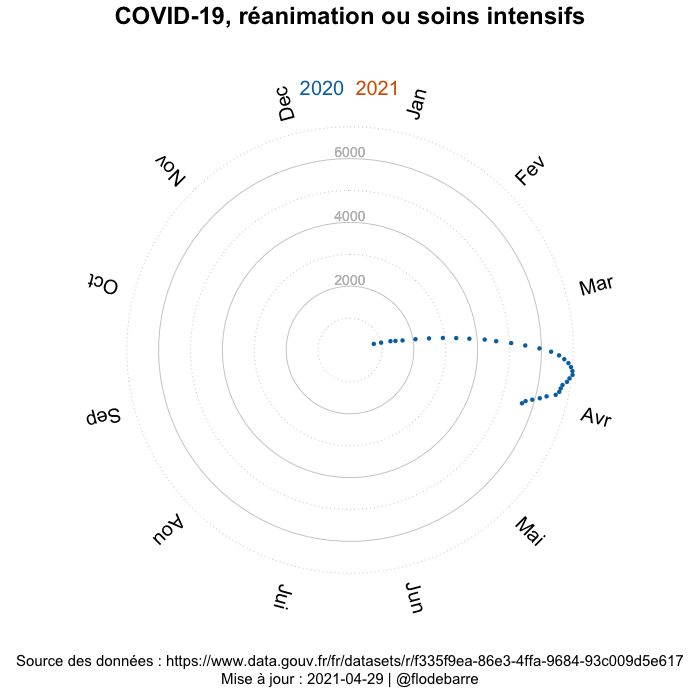 COVID-19, réanimation ou soins intensifs
Dec 2020 2021 Jan
Nov Fev
Oct Mar
Sep Avr
Aou Mai
Jui Jun
6000
4000
2000
Source des données : https://www.data.gouv.fr/fr/datasets/r/f335f9ea-86e3-4ffa-9684-93c009d5e617
Mise à jour : 2021-04-29 | @flodebarre